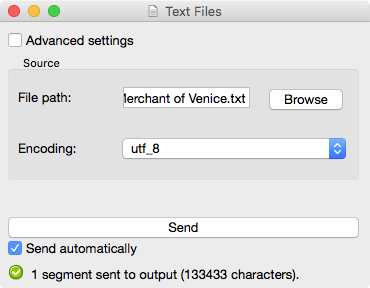 Text Files
Advanced settings
Source
File path: Merchant of Venice.txt Browse
Encoding: utf_8
Send
Send automatically
1 segment sent to output (133433 characters).